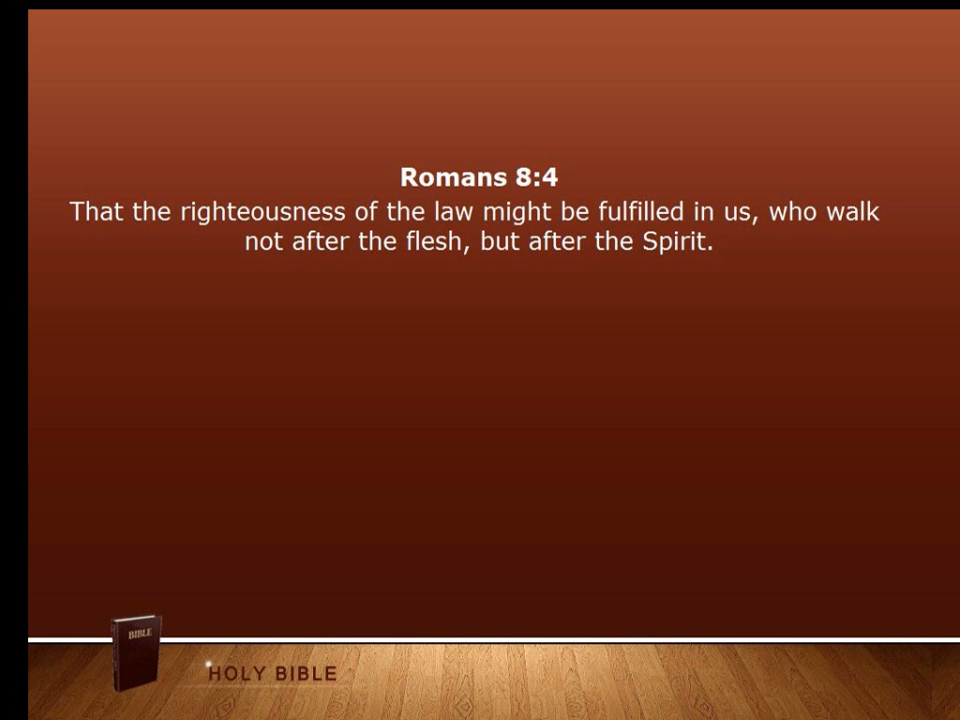 Romans 8:4
That the righteousness of the law might be fulfilled in us, who walk
not after the flesh, but after the Spirit.
BIBLE
HOLY BIBLE